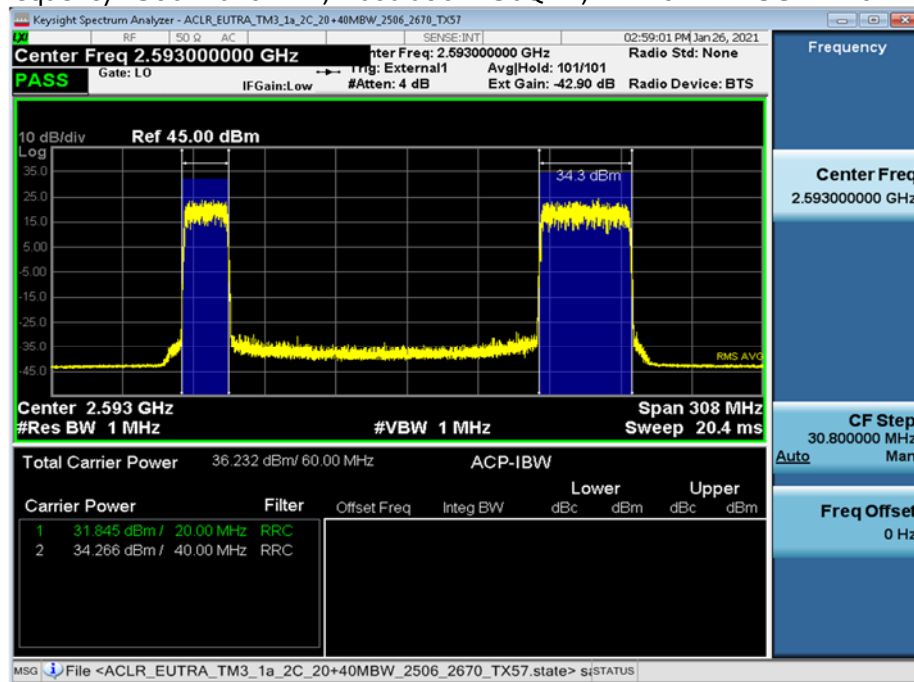 Keysight Spectrum Analyzer - ACLR_EUTRA_TM3_1a_2C_20+40MBW_2506_2670_TX57
RF 50 Ω AC SENSE:INT 02:59:01 PM Jan 26, 2021
Center Freq 2.593000000 GHz
Freq: 2.593000000 GHz Radio Std: None
PASS Gate: LO Trig: External1 Avg|Hold: 101/101
IFGain:Low #Atten: 4 dB Ext Gain: -42.90 dB Radio Device: BTS
10 dB/div Ref 45.00 dBm
Log
35.0
34.3 dBm
25.0
15.0
5.00
-5.00
-15.0
-25.0
-35.0
RMS AVG
-45.0
Center 2.593 GHz Span 308 MHz
#Res BW 1 MHz #VBW 1 MHz Sweep 20.4 ms
Total Carrier Power 36.232 dBm/ 60.00 MHz ACP-IBW
Lower Upper
Carrier Power Filter Offset Freq Integ BW dBc dBm dBc dBm
1 31.845 dBm / 20.00 MHz RRC
2 34.266 dBm / 40.00 MHz RRC
MSG File <ACLR_EUTRA_TM3_1a_2C_20+40MBW_2506_2670_TX57.state> STATUS
Frequency
Center Freq
2.593000000 GHz
CF Step
30.800000 MHz
Auto Man
Freq Offset
0 Hz